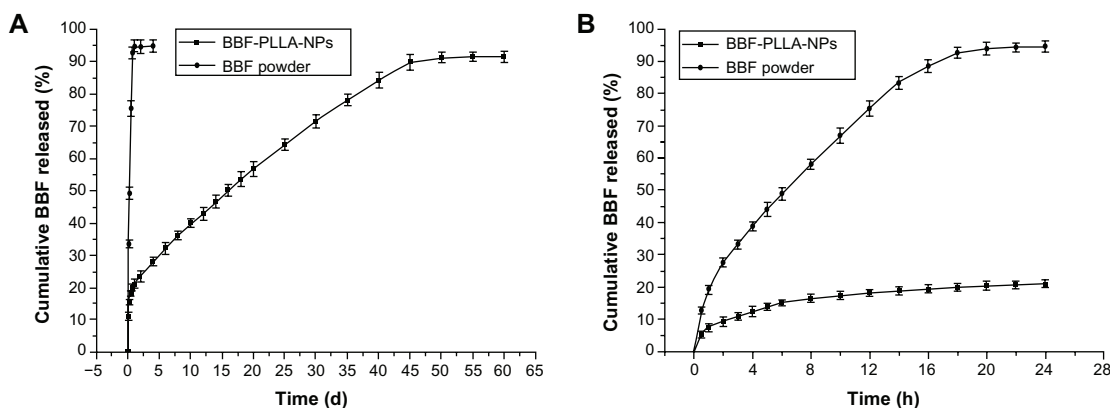 A
B
100
90
80
70
60
50
40
30
20
10
0
Cumulative BBF released (%)
BBF-PLLA-NPs
BBF powder
−5 0 5 10 15 20 25 30 35 40 45 50 55 60 65
Time (d)
100
90
80
70
60
50
40
30
20
10
0
Cumulative BBF released (%)
BBF-PLLA-NPs
BBF powder
0 4 8 12 16 20 24 28
Time (h)